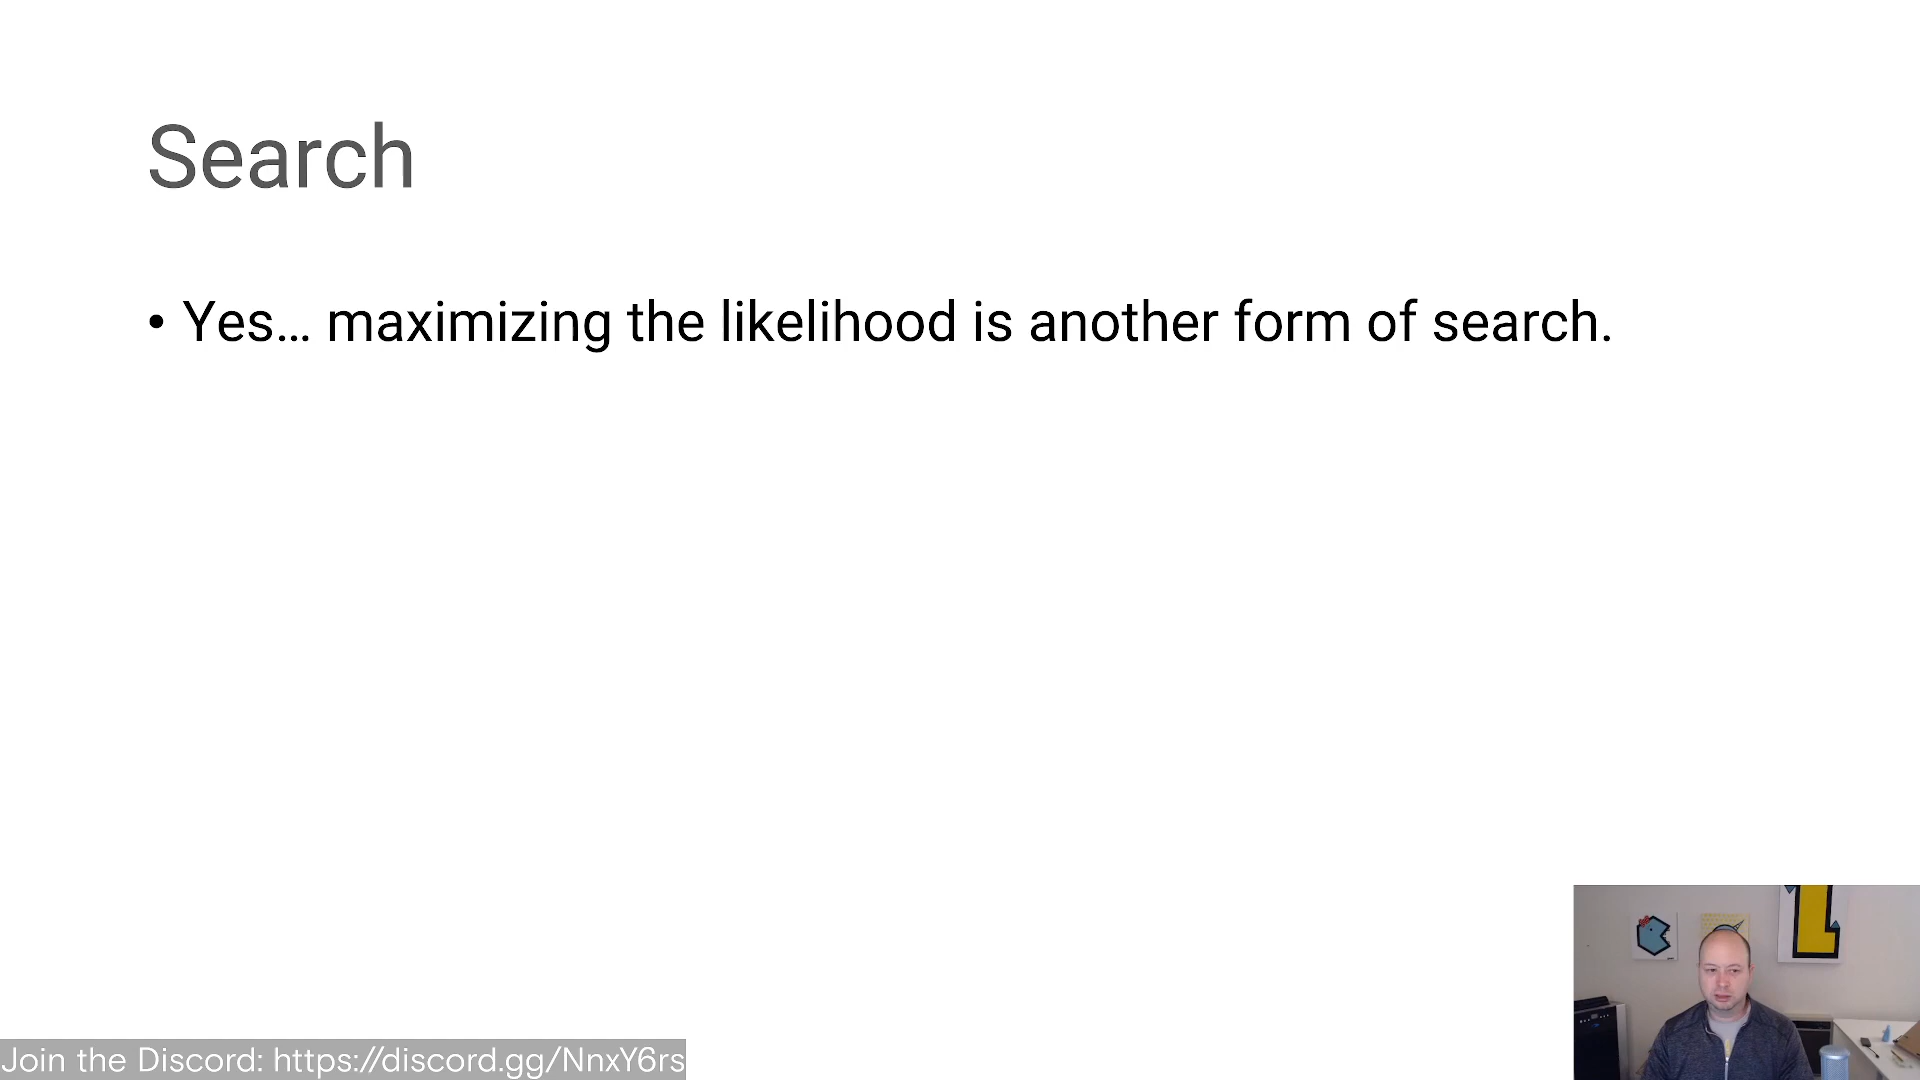 Search
• Yes… maximizing the likelihood is another form of search.
Join the Discord: https://discord.gg/NnxY6rs